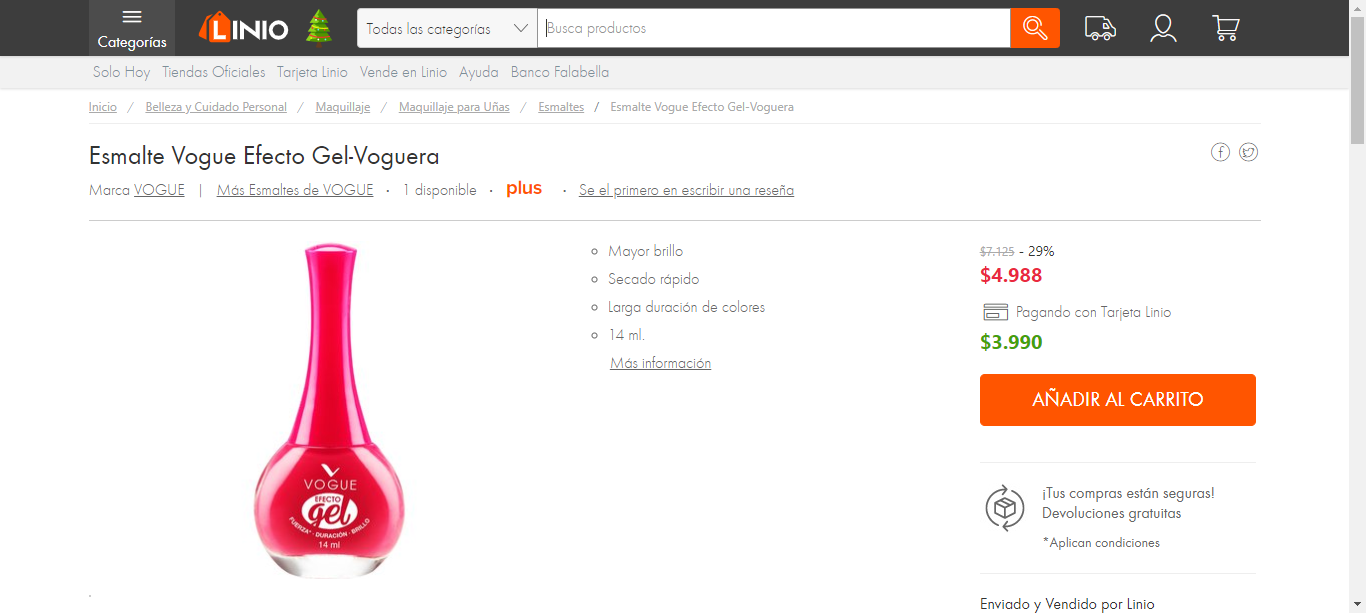 Categorías
LINIO
Todas las categorías
Busca productos
Solo Hoy Tiendas Oficiales Tarjeta Linio Vende en Linio Ayuda Banco Falabella
Inicio / Belleza y Cuidado Personal / Maquillaje / Maquillaje para Uñas / Esmaltes / Esmalte Vogue Efecto Gel-Voguera
Esmalte Vogue Efecto Gel-Voguera
Marca VOGUE | Más Esmaltes de VOGUE · 1 disponible · plus · Se el primero en escribir una reseña
VOGUE
EFECTO
gel
FUERZA* · DURACIÓN · BRILLO
14 ml
Mayor brillo
Secado rápido
Larga duración de colores
14 ml.
Más información
$7.125 - 29%
$4.988
Pagando con Tarjeta Linio
$3.990
AÑADIR AL CARRITO
¡Tus compras están seguras!
Devoluciones gratuitas
*Aplican condiciones
Enviado y Vendido por Linio